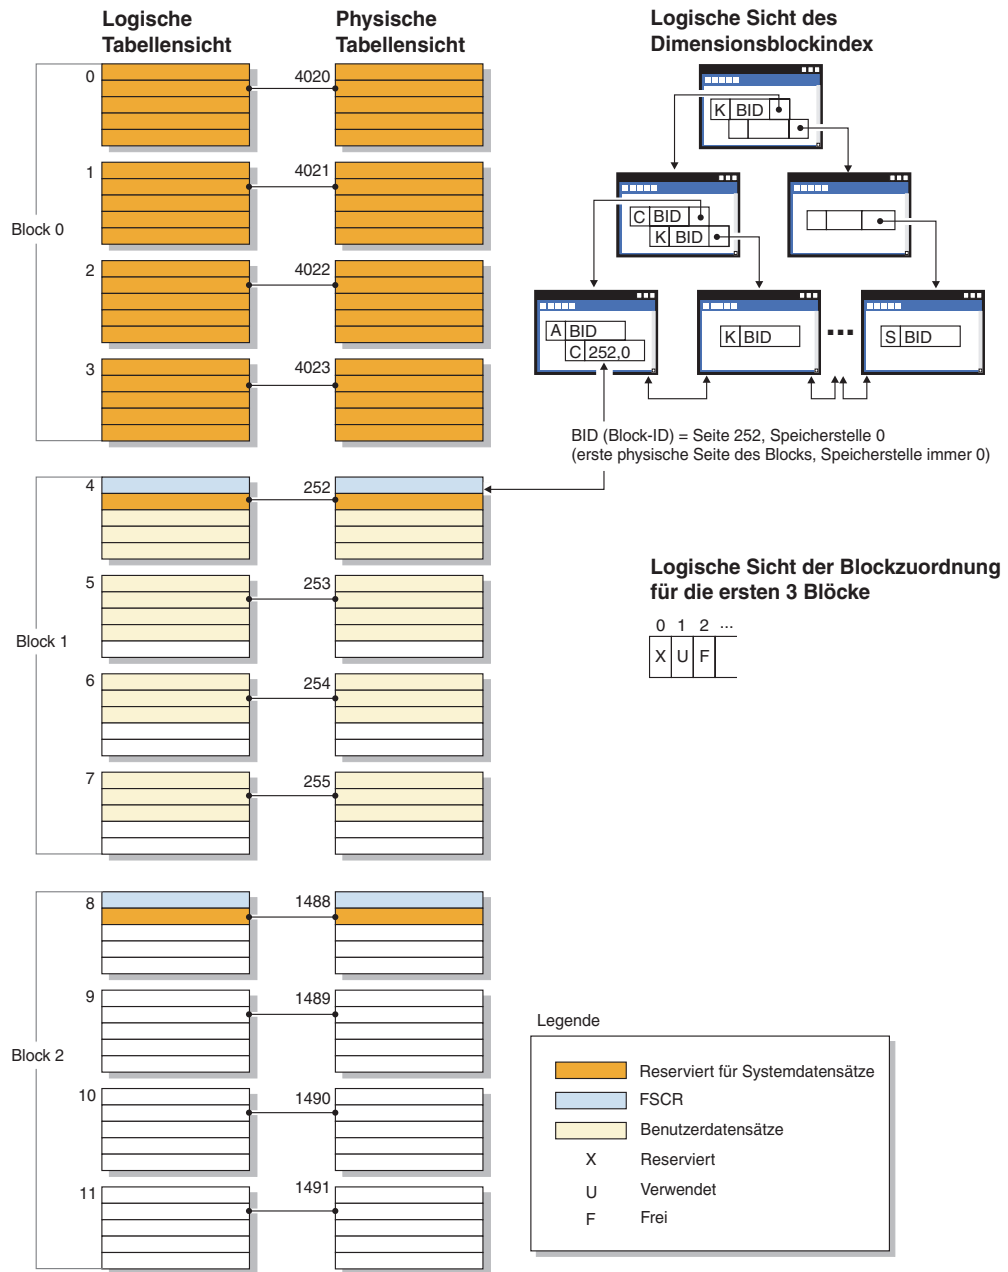 Logische
Tabellensicht
Physische
Tabellensicht
Logische Sicht des
Dimensionsblockindex
Block 0
0
4020
1
4021
2
4022
3
4023
K BID
C BID
K BID
A BID
C 252,0
K BID
S BID
BID (Block-ID) = Seite 252, Speicherstelle 0
(erste physische Seite des Blocks, Speicherstelle immer 0)
Block 1
4
252
5
253
6
254
7
255
Logische Sicht der Blockzuordnung
für die ersten 3 Blöcke
0 1 2 ...
X U F
Block 2
8
1488
9
1489
10
1490
11
1491
Legende
Reserviert für Systemdatensätze
FSCR
Benutzerdatensätze
X Reserviert
U Verwendet
F Frei